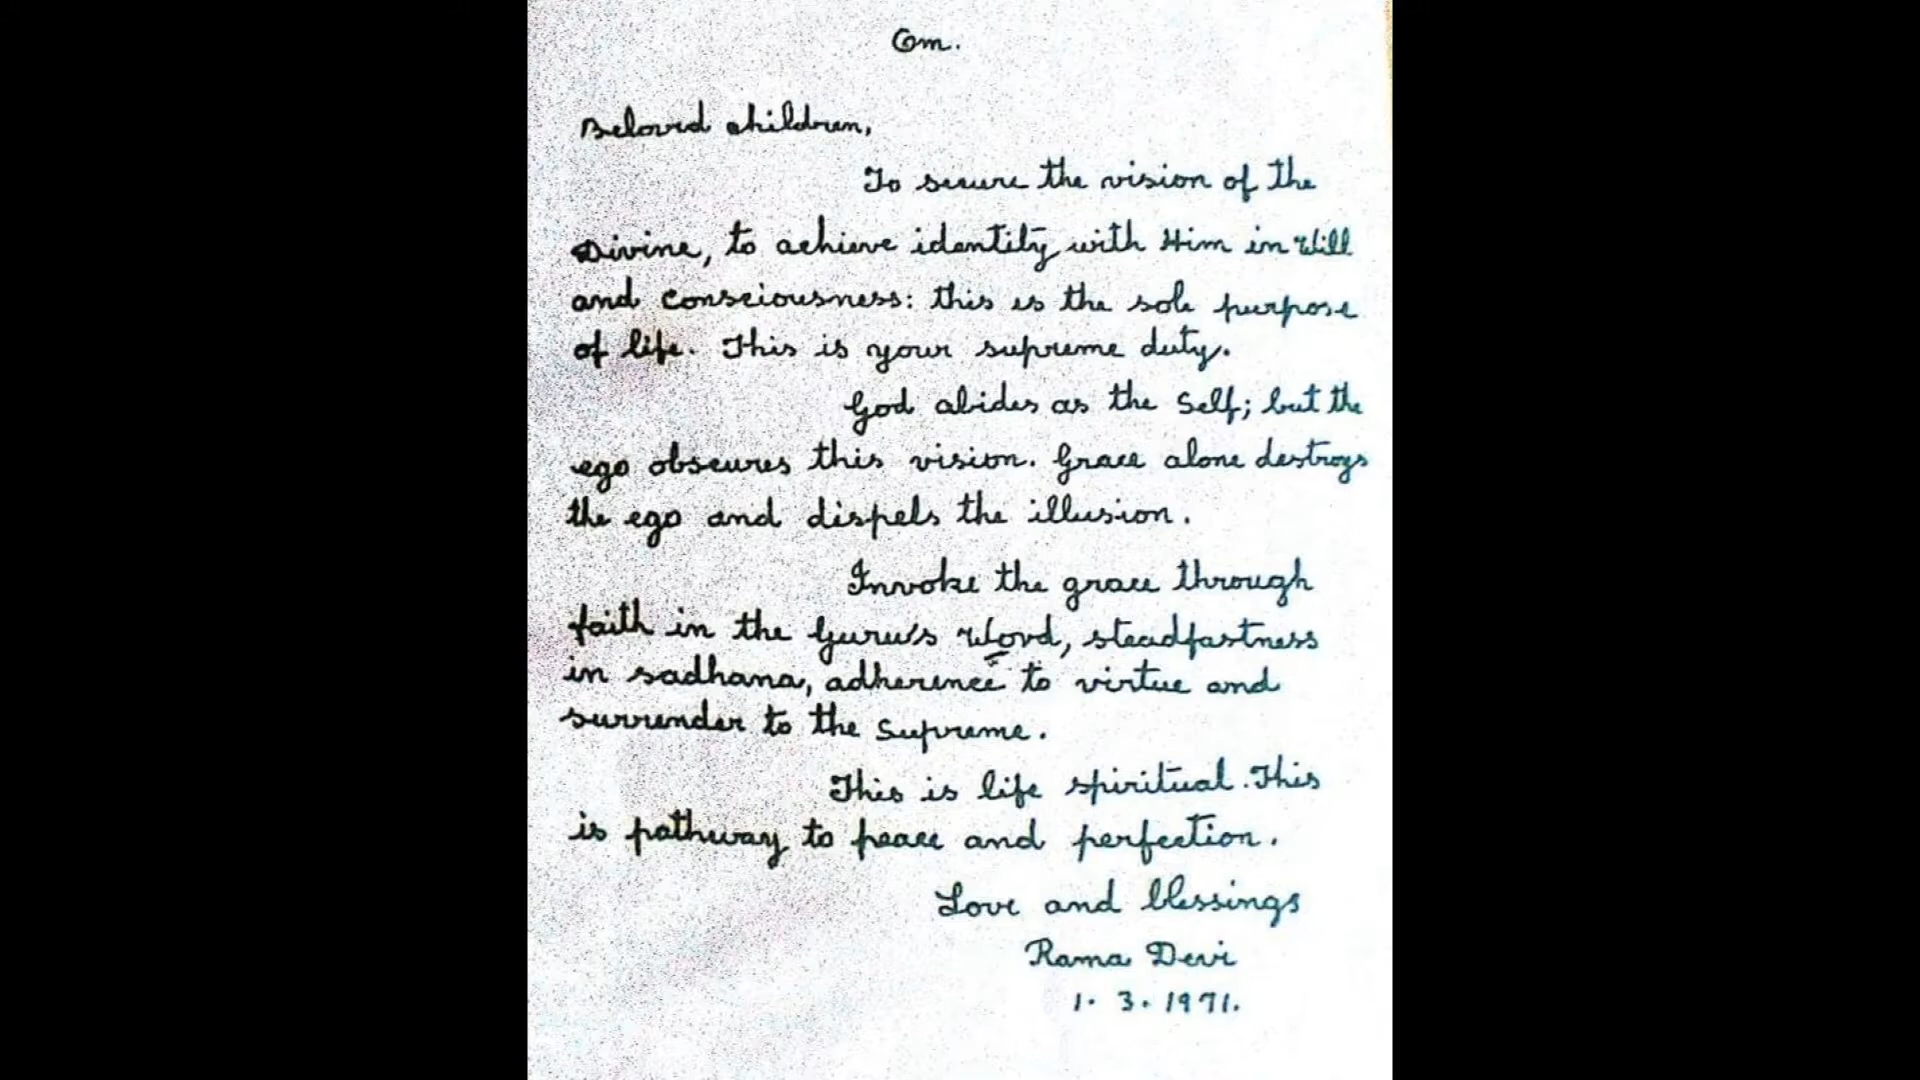 Om.
Beloved children,
To secure the vision of the
Divine, to achieve identity with Him in Will
and Consciousness: this is the sole purpose
of life. This is your supreme duty.
God abides as the Self; but the
ego obscures this vision. Grace alone destroys
the ego and dispels the illusion.
Invoke the grace through
faith in the Guru's Word, steadfastness
in sadhana, adherence to virtue and
surrender to the Supreme.
This is life spiritual. This
is pathway to peace and perfection.
Love and blessings
Rama Devi
1. 3. 1971.